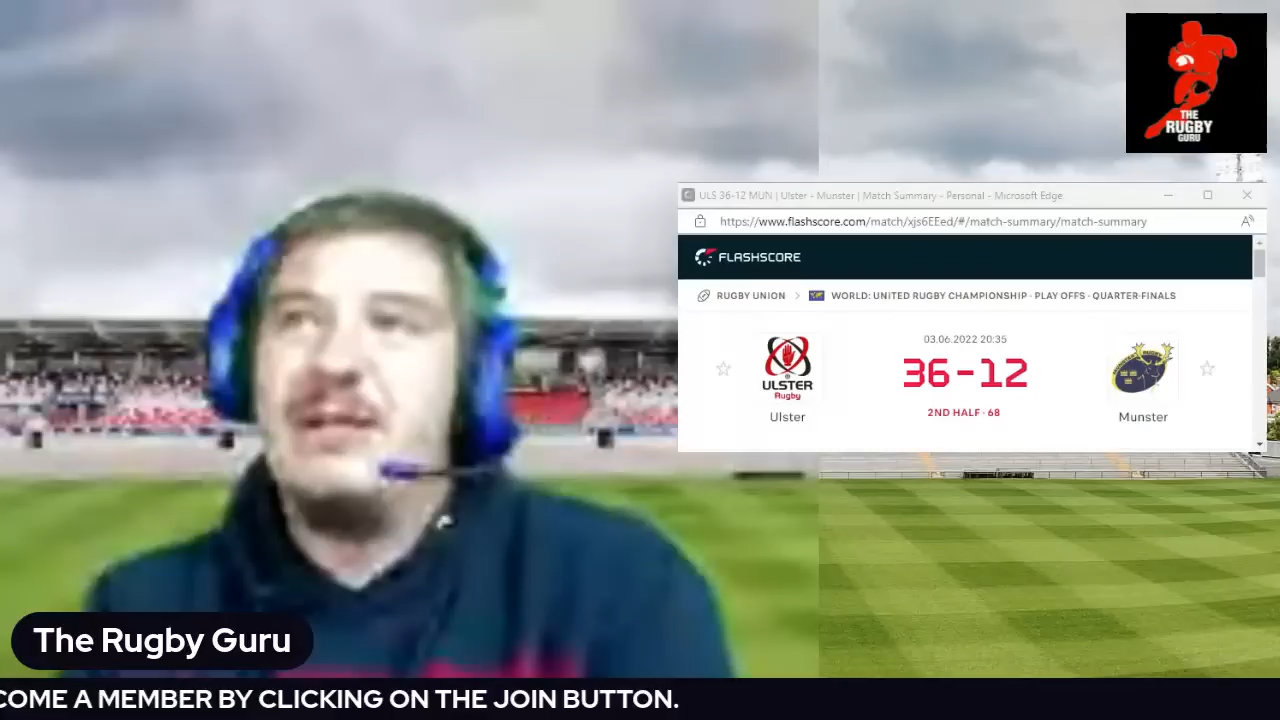 THE
RUGBY
GURU
ULS 36-12 MUN | Ulster - Munster | Match Summary - Personal - Microsoft Edge
https://www.flashscore.com/match/xjs6EEed/#/match-summary/match-summary
FLASHSCORE
RUGBY UNION > WORLD: UNITED RUGBY CHAMPIONSHIP - PLAY OFFS - QUARTER-FINALS
03.06.2022 20:35
36-12
2ND HALF - 68
ULSTER
Rugby
Ulster
Munster
The Rugby Guru
COME A MEMBER BY CLICKING ON THE JOIN BUTTON.